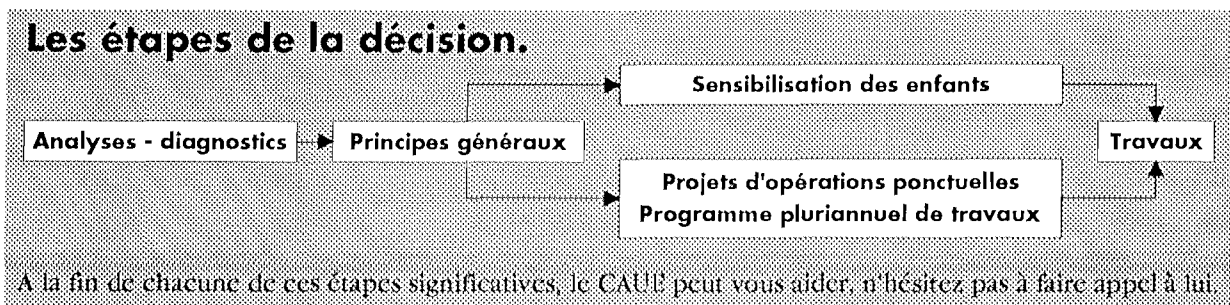 Les étapes de la décision.
Sensibilisation des enfants
Analyses - diagnostics
Principes généraux
Travaux
Projets d'opérations ponctuelles
Programme pluriannuel de travaux
A la fin de chacune de ces étapes significatives, le CAUE peut vous aider, n'hésitez pas à faire appel à lui.